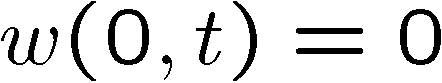 w(0, t) = 0